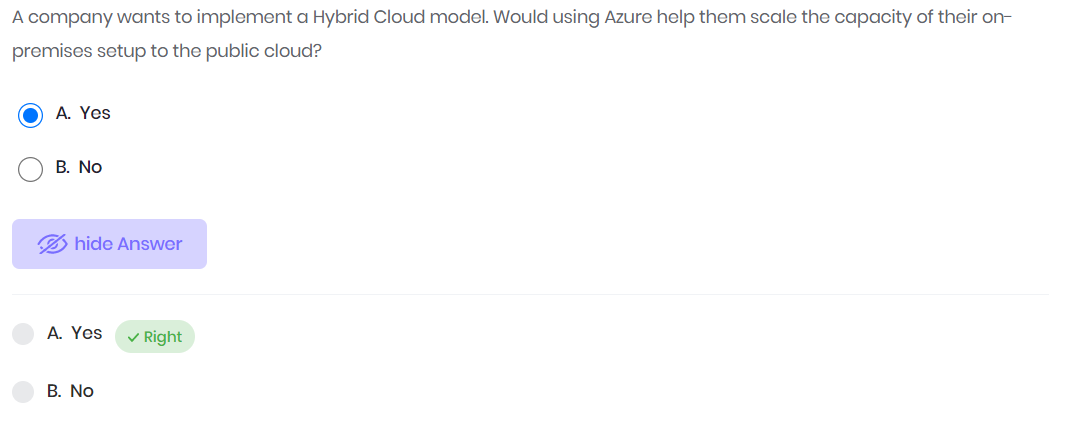 A company wants to implement a Hybrid Cloud model. Would using Azure help them scale the capacity of their on-
premises setup to the public cloud?
A. Yes
B. No
hide Answer
A. Yes Right
B. No